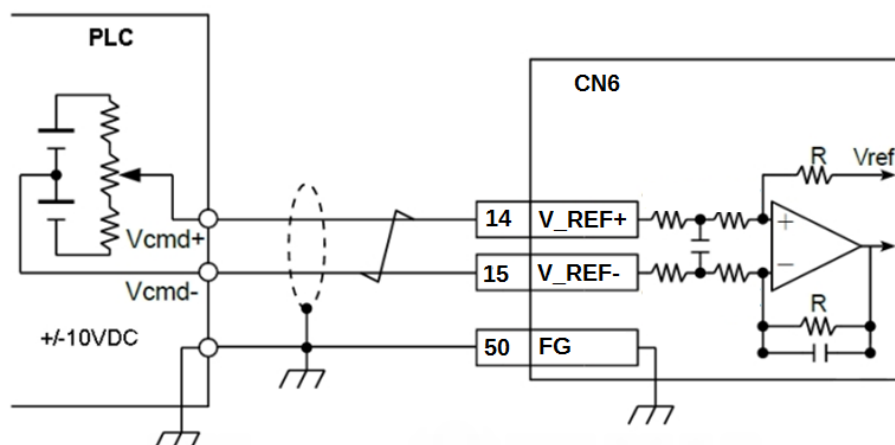 PLC
CN6
R
Vref
14 V_REF+
+
Vcmd+
15 V_REF-
−
Vcmd-
+/-10VDC
R
50 FG